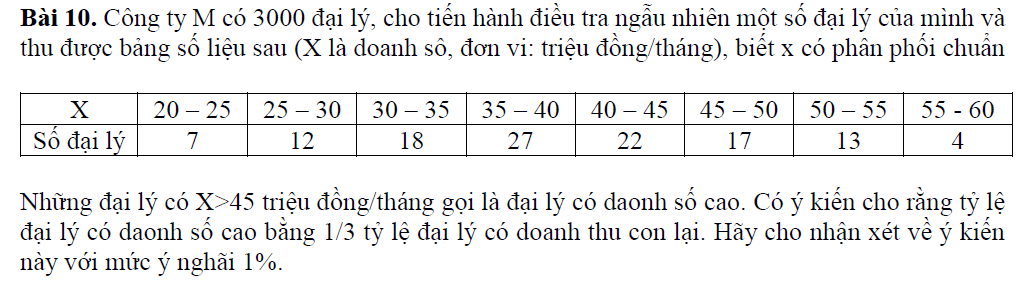 Bài 10. Công ty M có 3000 đại lý, cho tiến hành điều tra ngẫu nhiên một số đại lý của mình và
thu được bảng số liệu sau (X là doanh sô, đơn vi: triệu đồng/tháng), biết x có phân phối chuẩn
X 20 – 25 25 – 30 30 – 35 35 – 40 40 – 45 45 – 50 50 – 55 55 - 60
Số đại lý 7 12 18 27 22 17 13 4
Những đại lý có X>45 triệu đồng/tháng gọi là đại lý có daonh số cao. Có ý kiến cho rằng tỷ lệ
đại lý có daonh số cao bằng 1/3 tỷ lệ đại lý có doanh thu con lại. Hãy cho nhận xét về ý kiến
này với mức ý nghãi 1%.